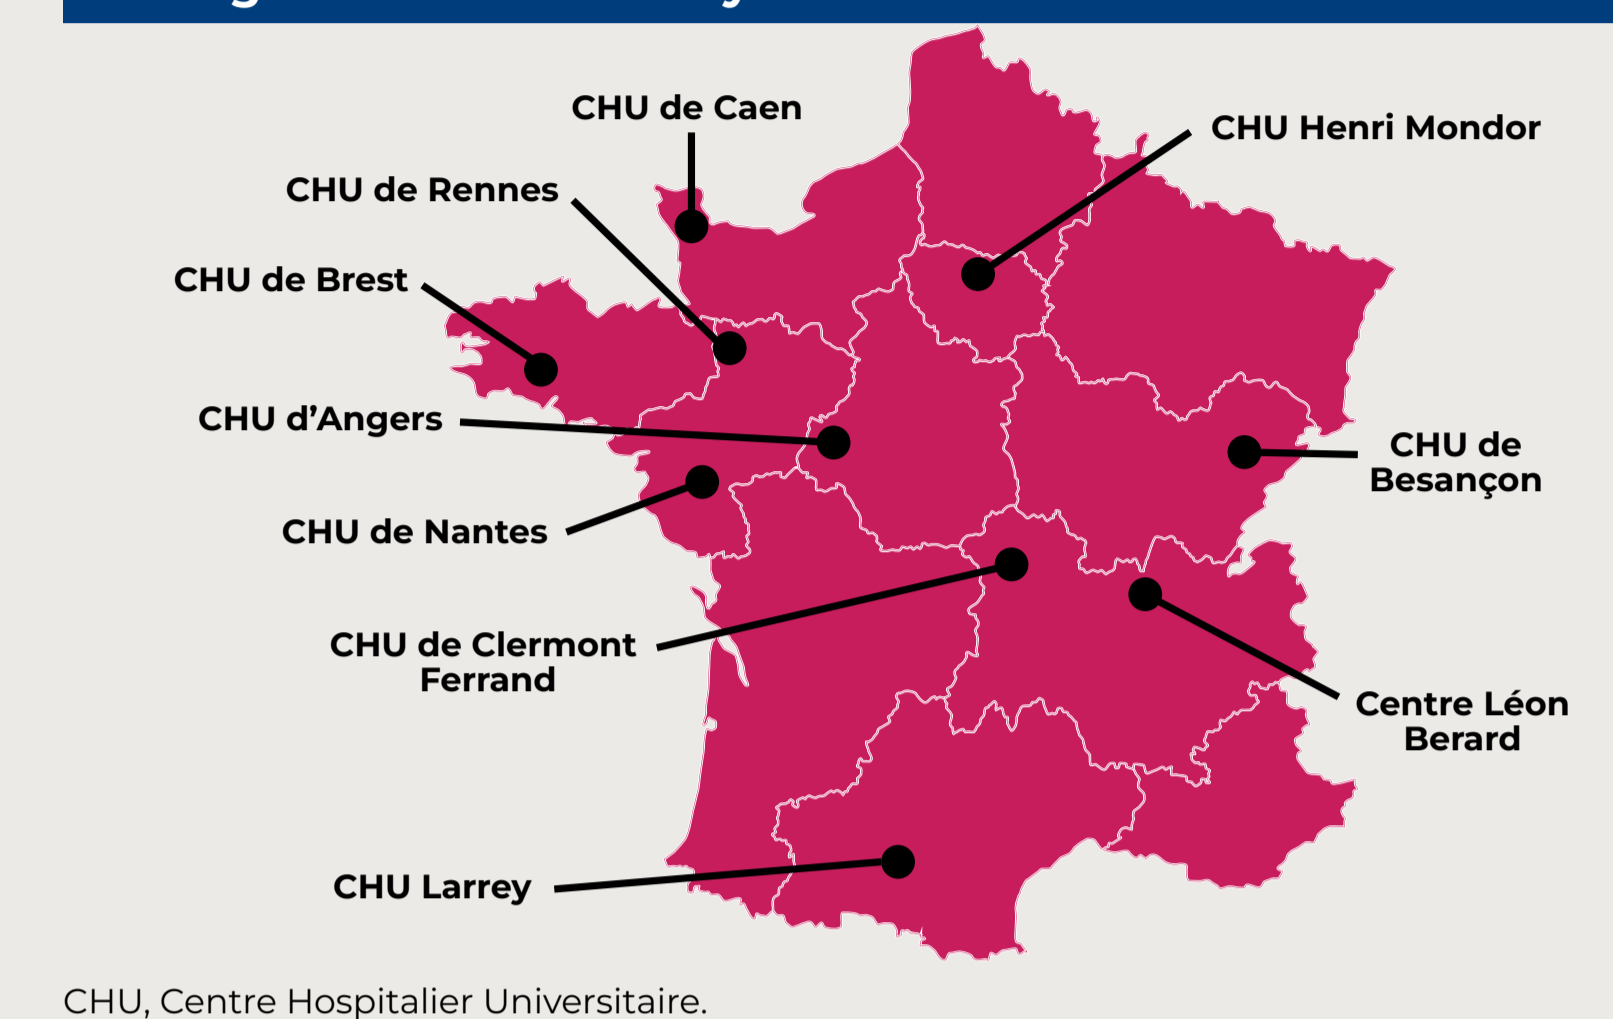 CHU de Caen
CHU Henri Mondor
CHU de Rennes
CHU de Brest
CHU d’Angers
CHU de
Besançon
CHU de Nantes
CHU de Clermont
Ferrand
Centre Léon
Berard
CHU Larrey
CHU, Centre Hospitalier Universitaire.